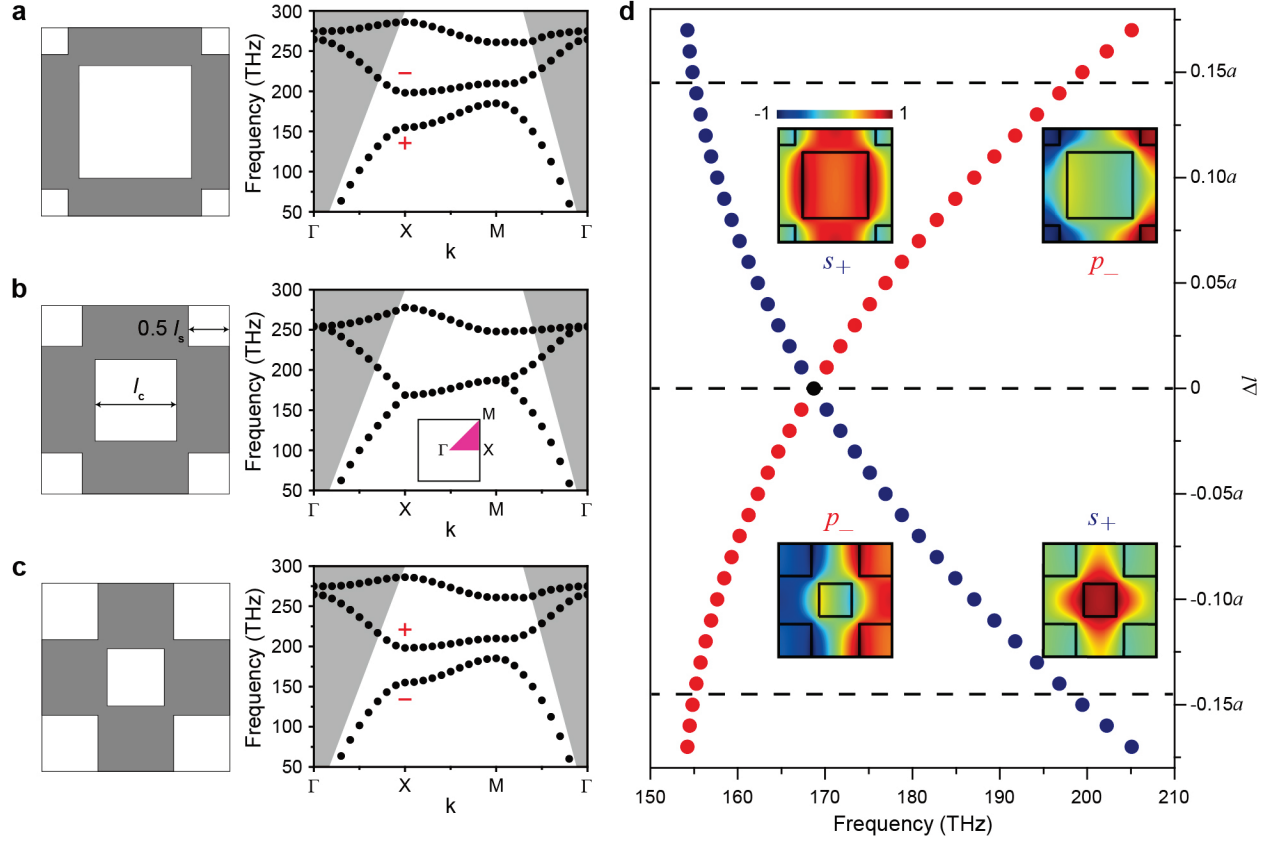 a
300
250
200
150
100
50
Frequency (THz)
−
+
Γ
X
M
Γ
k
b
0.5 ls
lc
300
250
200
150
100
50
Frequency (THz)
M
Γ
X
Γ
X
M
Γ
k
c
300
250
200
150
100
50
Frequency (THz)
+
−
Γ
X
M
Γ
k
d
-1
1
s+
p−
p−
s+
0.15a
0.10a
0.05a
0
-0.05a
-0.10a
-0.15a
Δl
150
160
170
180
190
200
210
Frequency (THz)